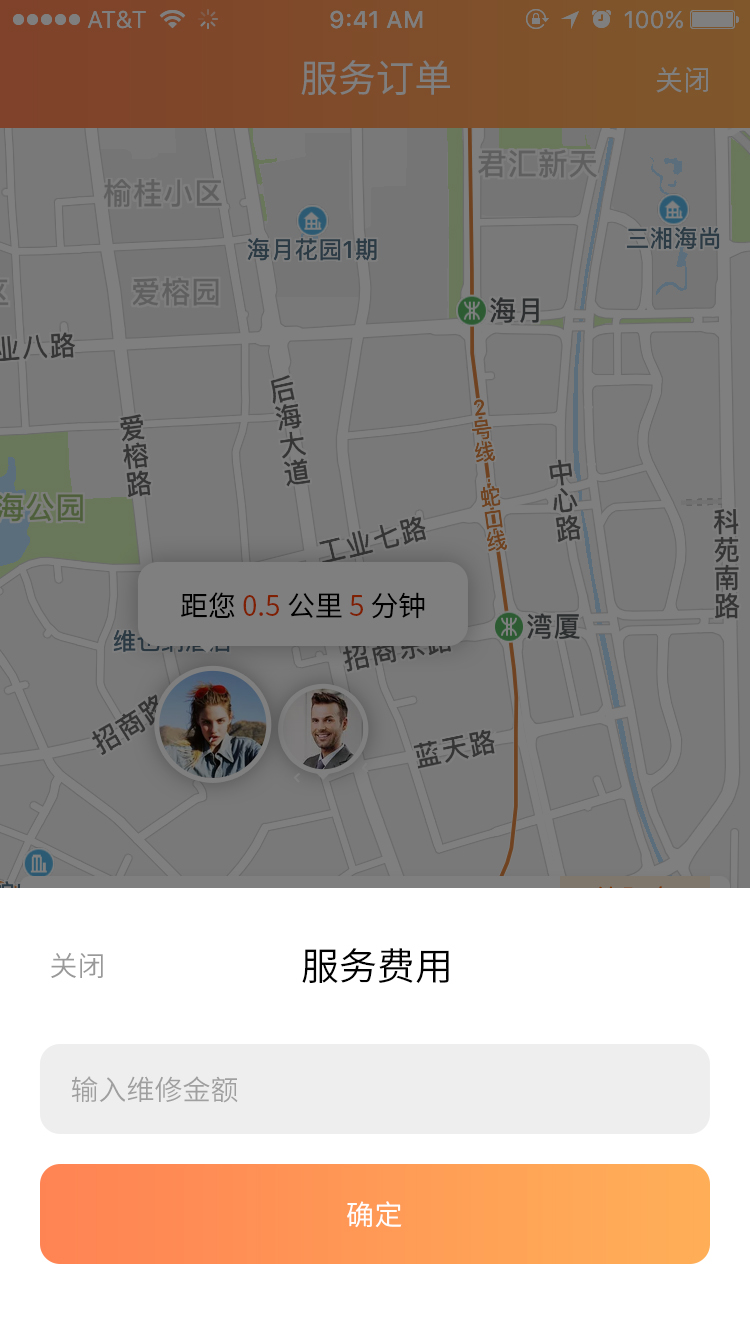 AT&T 9:41 AM 100%
服务订单 关闭
君汇新天
榆桂小区
海月花园1期
三湘海尚
爱榕园
区
海月
业八路
后海大道
爱榕路
2号线(蛇口线)
中心路
海公园
科苑南路
工业七路
距您 0.5 公里 5 分钟
湾厦
招商东路
招商路
蓝天路
关闭 服务费用
输入维修金额
确定